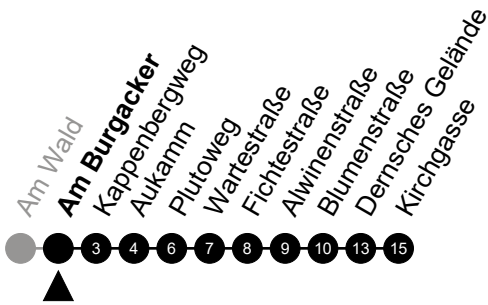 Am Wald
Am Burgacker
Kappenbergweg
Aukamm
Plutoweg
Wartestraße
Fichtestraße
Alwinenstraße
Blumenstraße
Dernsches Gelände
Kirchgasse
3 4 6 7 8 9 10 13 15